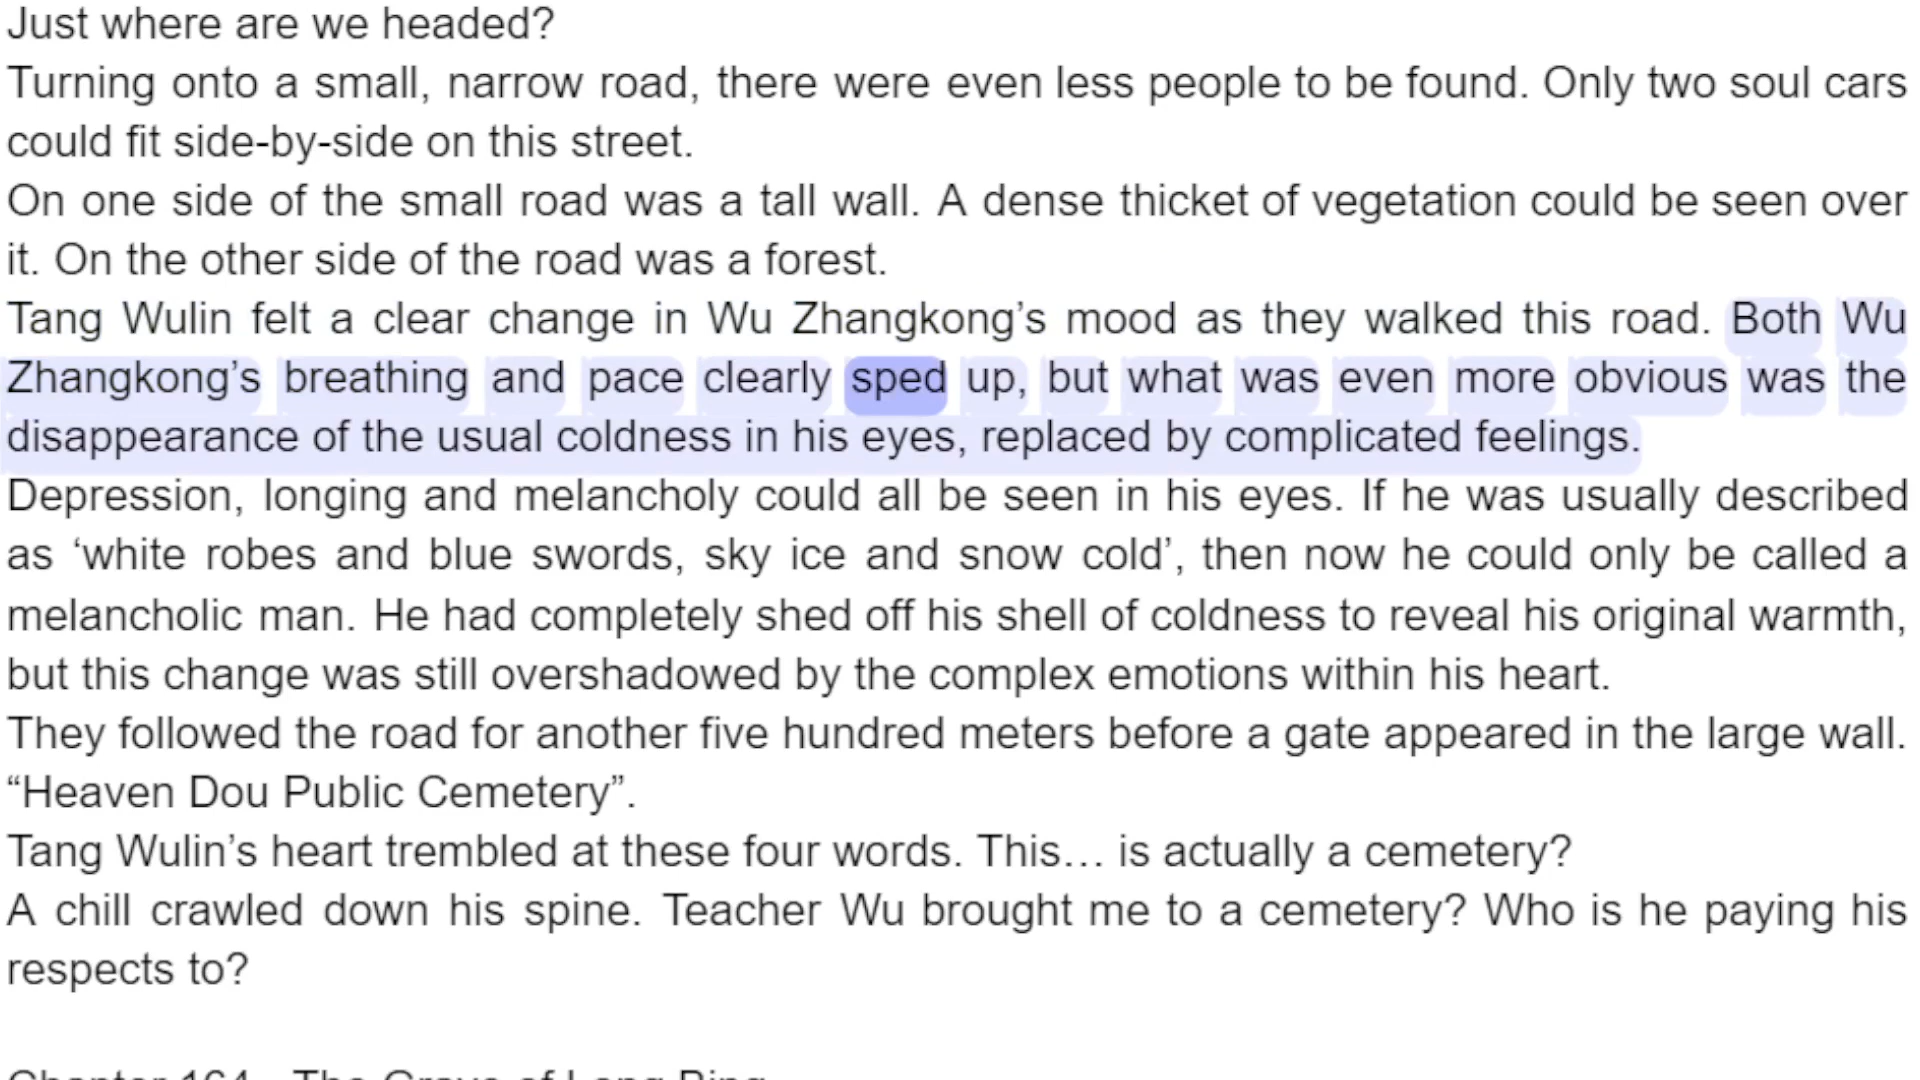 Just where are we headed?
Turning onto a small, narrow road, there were even less people to be found. Only two soul cars
could fit side-by-side on this street.
On one side of the small road was a tall wall. A dense thicket of vegetation could be seen over
it. On the other side of the road was a forest.
Tang Wulin felt a clear change in Wu Zhangkong’s mood as they walked this road. Both Wu
Zhangkong’s breathing and pace clearly sped up, but what was even more obvious was the
disappearance of the usual coldness in his eyes, replaced by complicated feelings.
Depression, longing and melancholy could all be seen in his eyes. If he was usually described
as ‘white robes and blue swords, sky ice and snow cold’, then now he could only be called a
melancholic man. He had completely shed off his shell of coldness to reveal his original warmth,
but this change was still overshadowed by the complex emotions within his heart.
They followed the road for another five hundred meters before a gate appeared in the large wall.
“Heaven Dou Public Cemetery”.
Tang Wulin’s heart trembled at these four words. This… is actually a cemetery?
A chill crawled down his spine. Teacher Wu brought me to a cemetery? Who is he paying his
respects to?
Chapter 164 - The Grave of Long Bing